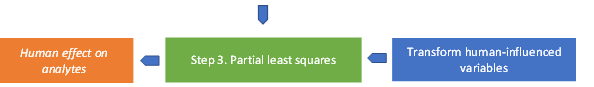 Human effect on
analytes
Step 3. Partial least squares
Transform human-influenced
variables